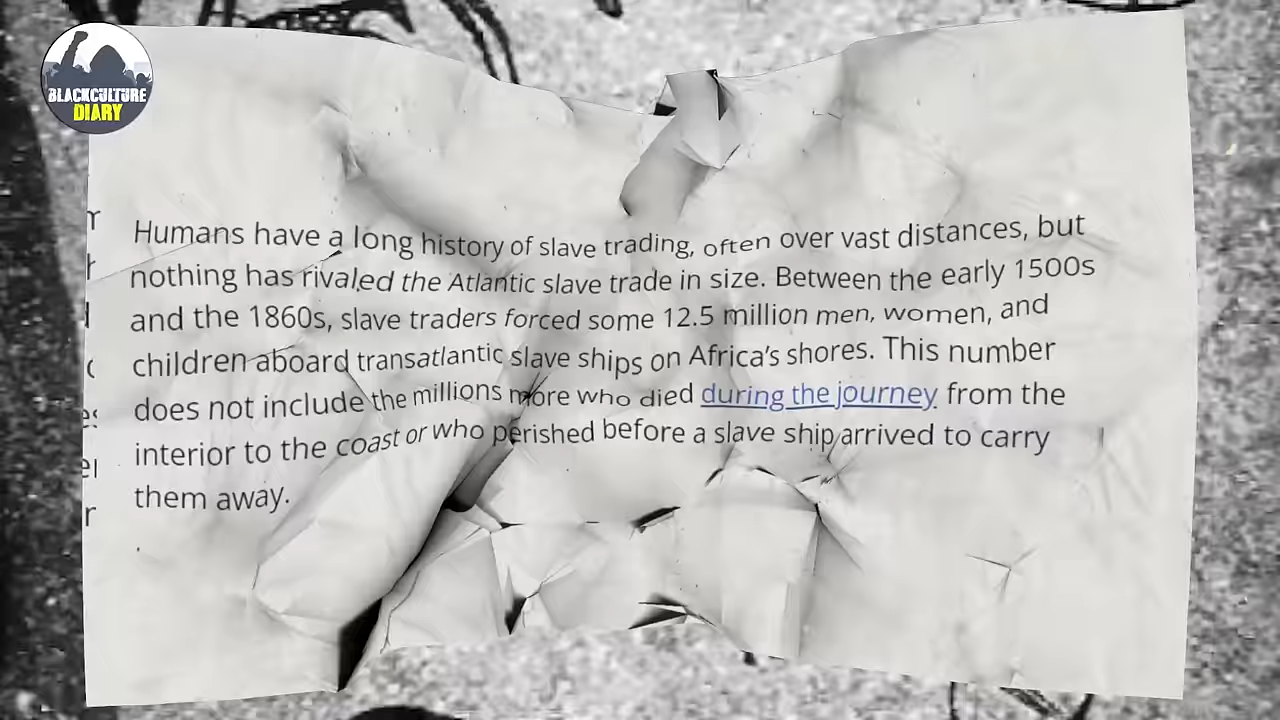 BLACKCULTURE
DIARY
Humans have a long history of slave trading, often over vast distances, but
nothing has rivaled the Atlantic slave trade in size. Between the early 1500s
and the 1860s, slave traders forced some 12.5 million men, women, and
children aboard transatlantic slave ships on Africa's shores. This number
does not include the millions more who died during the journey from the
interior to the coast or who perished before a slave ship arrived to carry
them away.